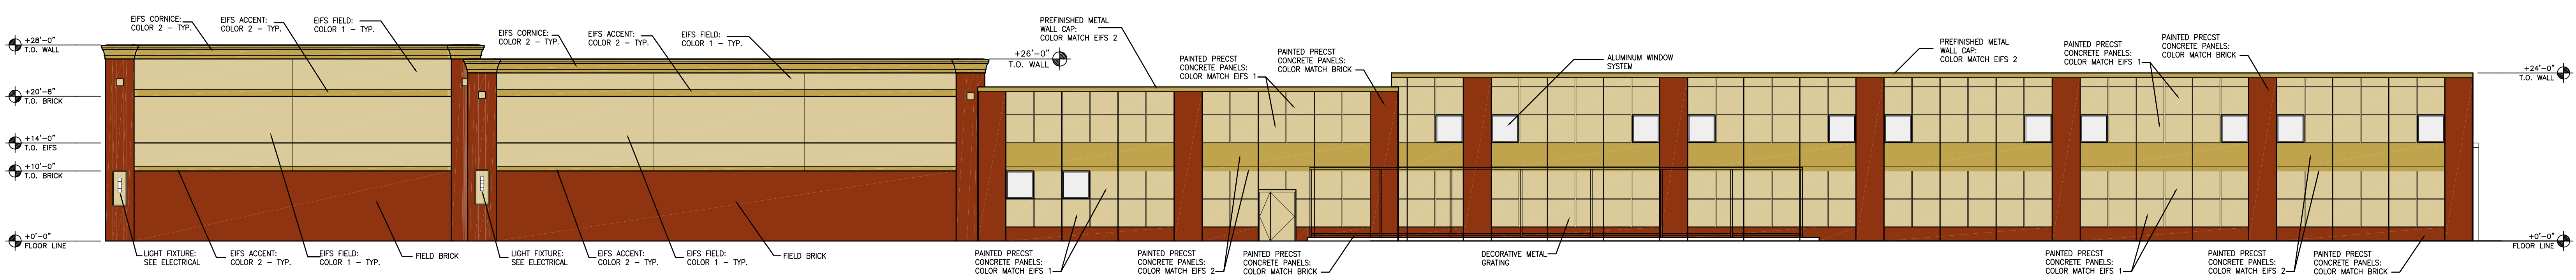 EIFS CORNICE:
COLOR 2 - TYP.
EIFS ACCENT:
COLOR 2 - TYP.
EIFS FIELD:
COLOR 1 - TYP.
EIFS CORNICE:
COLOR 2 - TYP.
EIFS ACCENT:
COLOR 2 - TYP.
EIFS FIELD:
COLOR 1 - TYP.
PREFINISHED METAL
WALL CAP:
COLOR MATCH EIFS 2
PAINTED PRECST
CONCRETE PANELS:
COLOR MATCH EIFS 1
PAINTED PRECST
CONCRETE PANELS:
COLOR MATCH BRICK
ALUMINUM WINDOW
SYSTEM
PREFINISHED METAL
WALL CAP:
COLOR MATCH EIFS 2
PAINTED PRECST
CONCRETE PANELS:
COLOR MATCH EIFS 1
PAINTED PRECST
CONCRETE PANELS:
COLOR MATCH BRICK
+28'-0"
T.O. WALL
+26'-0"
T.O. WALL
+24'-0"
T.O. WALL
+20'-8"
T.O. BRICK
+14'-0"
T.O. EIFS
+10'-0"
T.O. BRICK
+0'-0"
FLOOR LINE
+0'-0"
FLOOR LINE
LIGHT FIXTURE:
SEE ELECTRICAL
EIFS ACCENT:
COLOR 2 - TYP.
EIFS FIELD:
COLOR 1 - TYP.
FIELD BRICK
LIGHT FIXTURE:
SEE ELECTRICAL
EIFS ACCENT:
COLOR 2 - TYP.
EIFS FIELD:
COLOR 1 - TYP.
FIELD BRICK
PAINTED PRECST
CONCRETE PANELS:
COLOR MATCH EIFS 1
PAINTED PRECST
CONCRETE PANELS:
COLOR MATCH EIFS 2
PAINTED PRECST
CONCRETE PANELS:
COLOR MATCH BRICK
DECORATIVE METAL
GRATING
PAINTED PRECST
CONCRETE PANELS:
COLOR MATCH EIFS 1
PAINTED PRECST
CONCRETE PANELS:
COLOR MATCH EIFS 2
PAINTED PRECST
CONCRETE PANELS:
COLOR MATCH BRICK